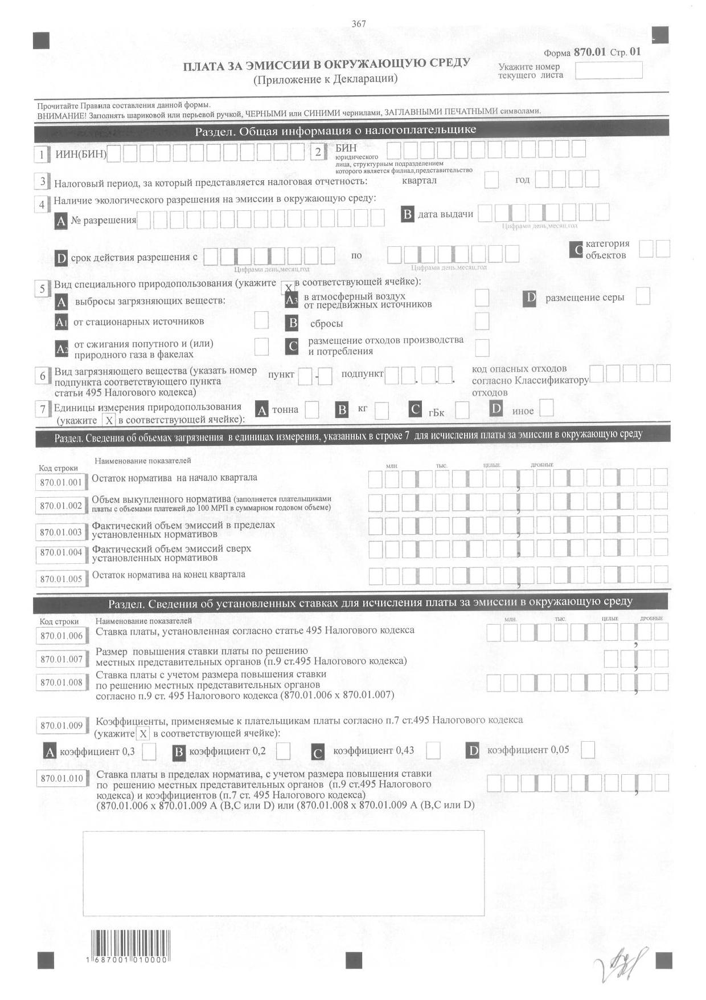 367
Форма 870.01 Стр. 01
ПЛАТА ЗА ЭМИССИИ В ОКРУЖАЮЩУЮ СРЕДУ
(Приложение к Декларации)
Укажите номер
текущего листа
Прочитайте Правила составления данной формы.
ВНИМАНИЕ! Заполнять шариковой или перьевой ручкой, ЧЕРНЫМИ или СИНИМИ чернилами, ЗАГЛАВНЫМИ ПЕЧАТНЫМИ символами.
Раздел. Общая информация о налогоплательщике
1 ИИН(БИН) 2 БИН
юридического
лица, структурным подразделением
которого является филиал,представительство
3 Налоговый период, за который представляется налоговая отчетность: квартал год
4 Наличие экологического разрешения на эмиссии в окружающую среду:
A № разрешения B дата выдачи
Цифрами день,месяц,год
D срок действия разрешения с по C категория
объектов
Цифрами день,месяц,год Цифрами день,месяц,год
5 Вид специального природопользования (укажите X в соответствующей ячейке):
A выбросы загрязняющих веществ: A3 в атмосферный воздух
от передвижных источников D размещение серы
A1 от стационарных источников B сбросы
A2 от сжигания попутного и (или)
природного газа в факелах C размещение отходов производства
и потребления
6 Вид загрязняющего вещества (указать номер
подпункта соответствующего пункта
статьи 495 Налогового кодекса) пункт - подпункт . . . код опасных отходов
согласно Классификатору
отходов
7 Единицы измерения природопользования
(укажите X в соответствующей ячейке): A тонна B кг C гБк D иное
Раздел. Сведения об объемах загрязнения в единицах измерения, указанных в строке 7 для исчисления платы за эмиссии в окружающую среду
Код строки Наименование показателей МЛН. ТЫС. ЦЕЛЫЕ ДРОБНЫЕ
870.01.001 Остаток норматива на начало квартала ,
870.01.002 Объем выкупленного норматива (заполняется плательщиками
платы с объемами платежей до 100 МРП в суммарном годовом объеме) ,
870.01.003 Фактический объем эмиссий в пределах
установленных нормативов ,
870.01.004 Фактический объем эмиссий сверх
установленных нормативов ,
870.01.005 Остаток норматива на конец квартала ,
Раздел. Сведения об установленных ставках для исчисления платы за эмиссии в окружающую среду
Код строки Наименование показателей МЛН. ТЫС. ЦЕЛЫЕ ДРОБНЫЕ
870.01.006 Ставка платы, установленная согласно статье 495 Налогового кодекса ,
870.01.007 Размер повышения ставки платы по решению
местных представительных органов (п.9 ст.495 Налогового кодекса) ,
870.01.008 Ставка платы с учетом размера повышения ставки
по решению местных представительных органов
согласно п.9 ст. 495 Налогового кодекса (870.01.006 х 870.01.007) ,
870.01.009 Коэффициенты, применяемые к плательщикам платы согласно п.7 ст.495 Налогового кодекса
(укажите X в соответствующей ячейке):
A коэффициент 0,3 B коэффициент 0,2 C коэффициент 0,43 D коэффициент 0,05
870.01.010 Ставка платы в пределах норматива, с учетом размера повышения ставки
по решению местных представительных органов (п.9 ст.495 Налогового
кодекса) и коэффициентов (п.7 ст. 495 Налогового кодекса)
(870.01.006 х 870.01.009 A (B,C или D) или (870.01.008 х 870.01.009 A (B,C или D) ,
1 687001 010000